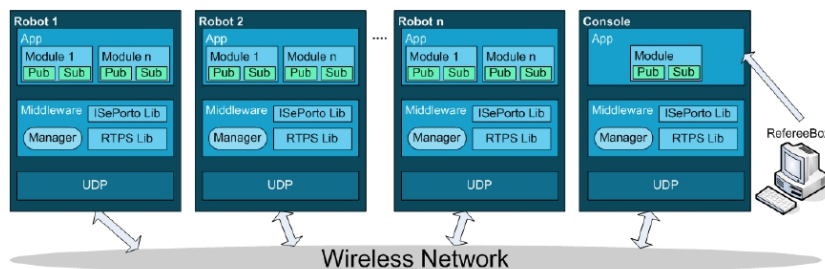 Robot 1
App
Module 1
Pub Sub
Module n
Pub Sub
Middleware
ISePorto Lib
Manager
RTPS Lib
UDP
Robot 2
App
Module 1
Pub Sub
Module n
Pub Sub
Middleware
ISePorto Lib
Manager
RTPS Lib
UDP
....
Robot n
App
Module 1
Pub Sub
Module n
Pub Sub
Middleware
ISePorto Lib
Manager
RTPS Lib
UDP
Console
App
Module
Pub Sub
Middleware
ISePorto Lib
Manager
RTPS Lib
UDP
RefereeBox
Wireless Network